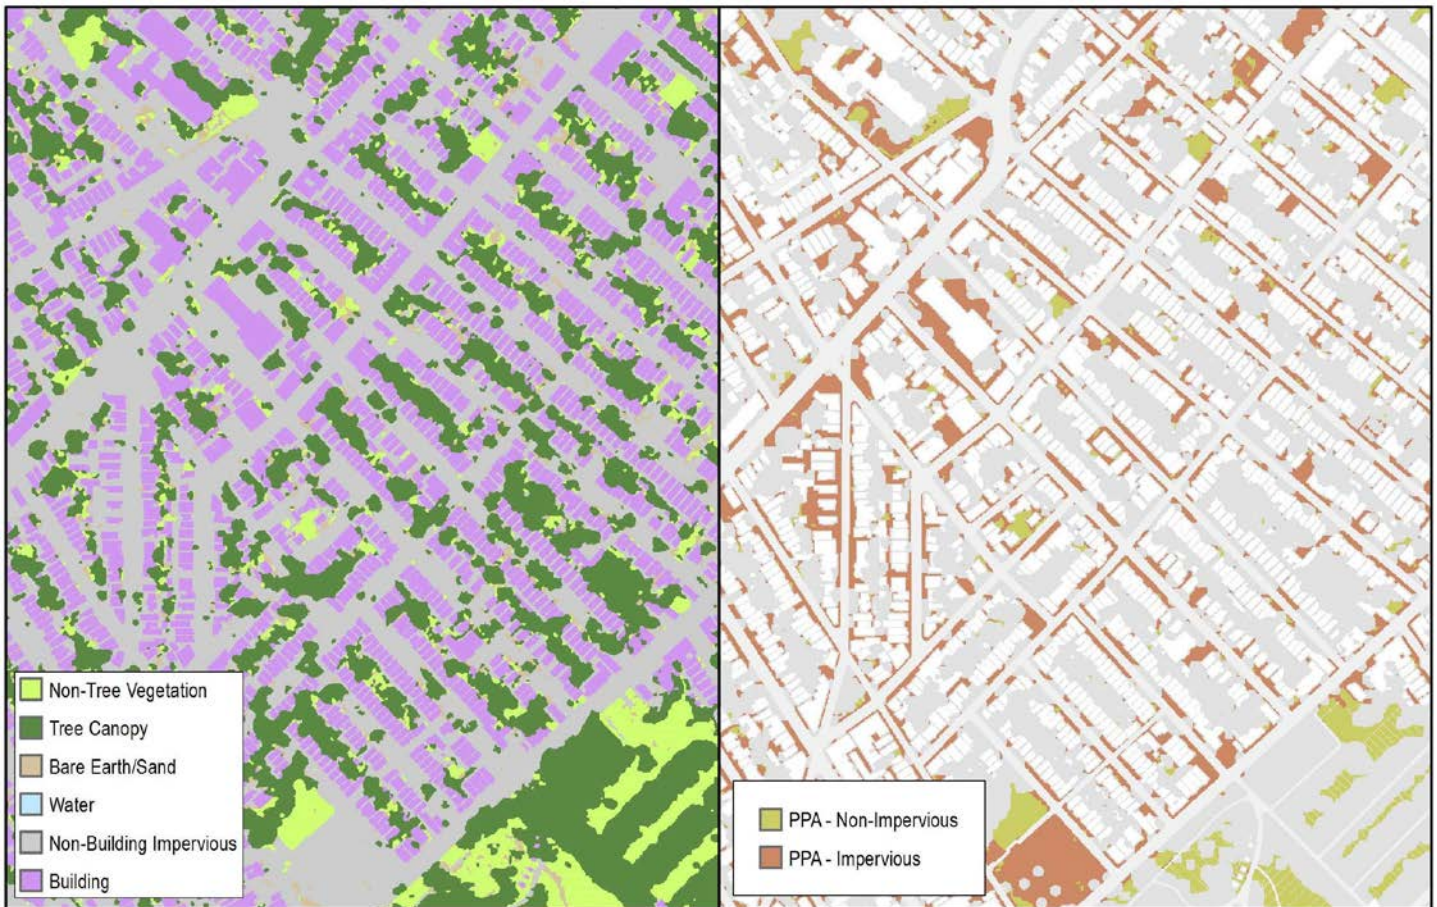 Non-Tree Vegetation
Tree Canopy
Bare Earth/Sand
Water
Non-Building Impervious
Building
PPA - Non-Impervious
PPA - Impervious